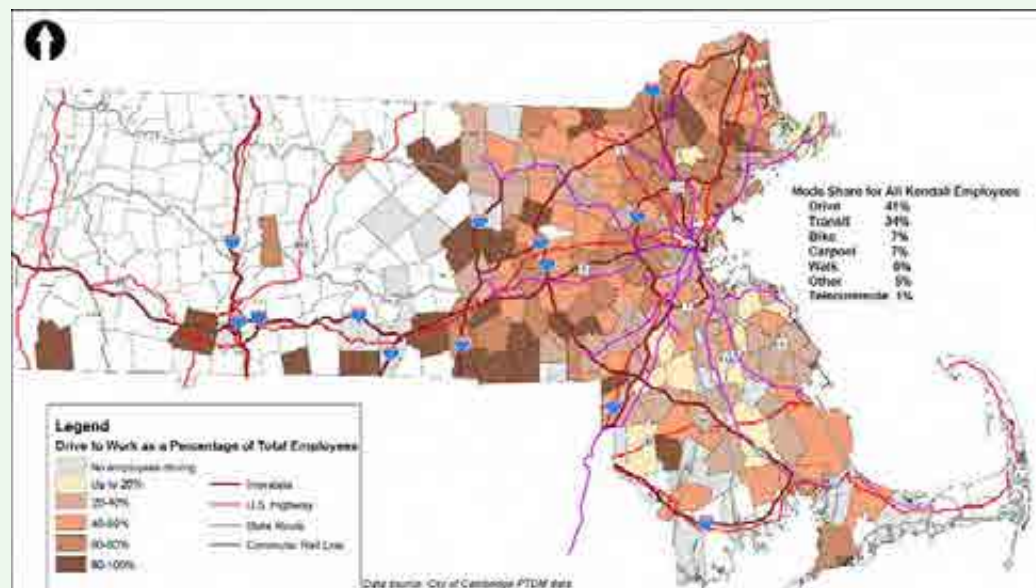 Mode Share for All Kendall Employees
Drive 41%
Transit 34%
Bike 7%
Carpool 7%
Walk 6%
Other 5%
Telecommute 1%
Legend
Drive to Work as a Percentage of Total Employees
No employees driving
Up to 20%
20-40%
40-60%
60-80%
80-100%
Interstate
U.S. Highway
State Route
Commuter Rail Line
Data source: City of Cambridge PTDM data